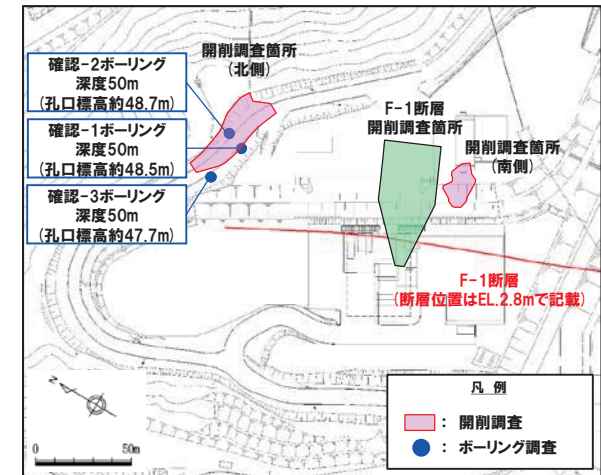 確認-2ボーリング
深度50m
(孔口標高約48.7m)
確認-1ボーリング
深度50m
(孔口標高約48.5m)
確認-3ボーリング
深度50m
(孔口標高約47.7m)
開削調査箇所
(北側)
F-1断層
開削調査箇所
開削調査箇所
(南側)
F-1断層
(断層位置はEL.2.8mで記載)
N
0 50m
凡 例
: 開削調査
: ボーリング調査